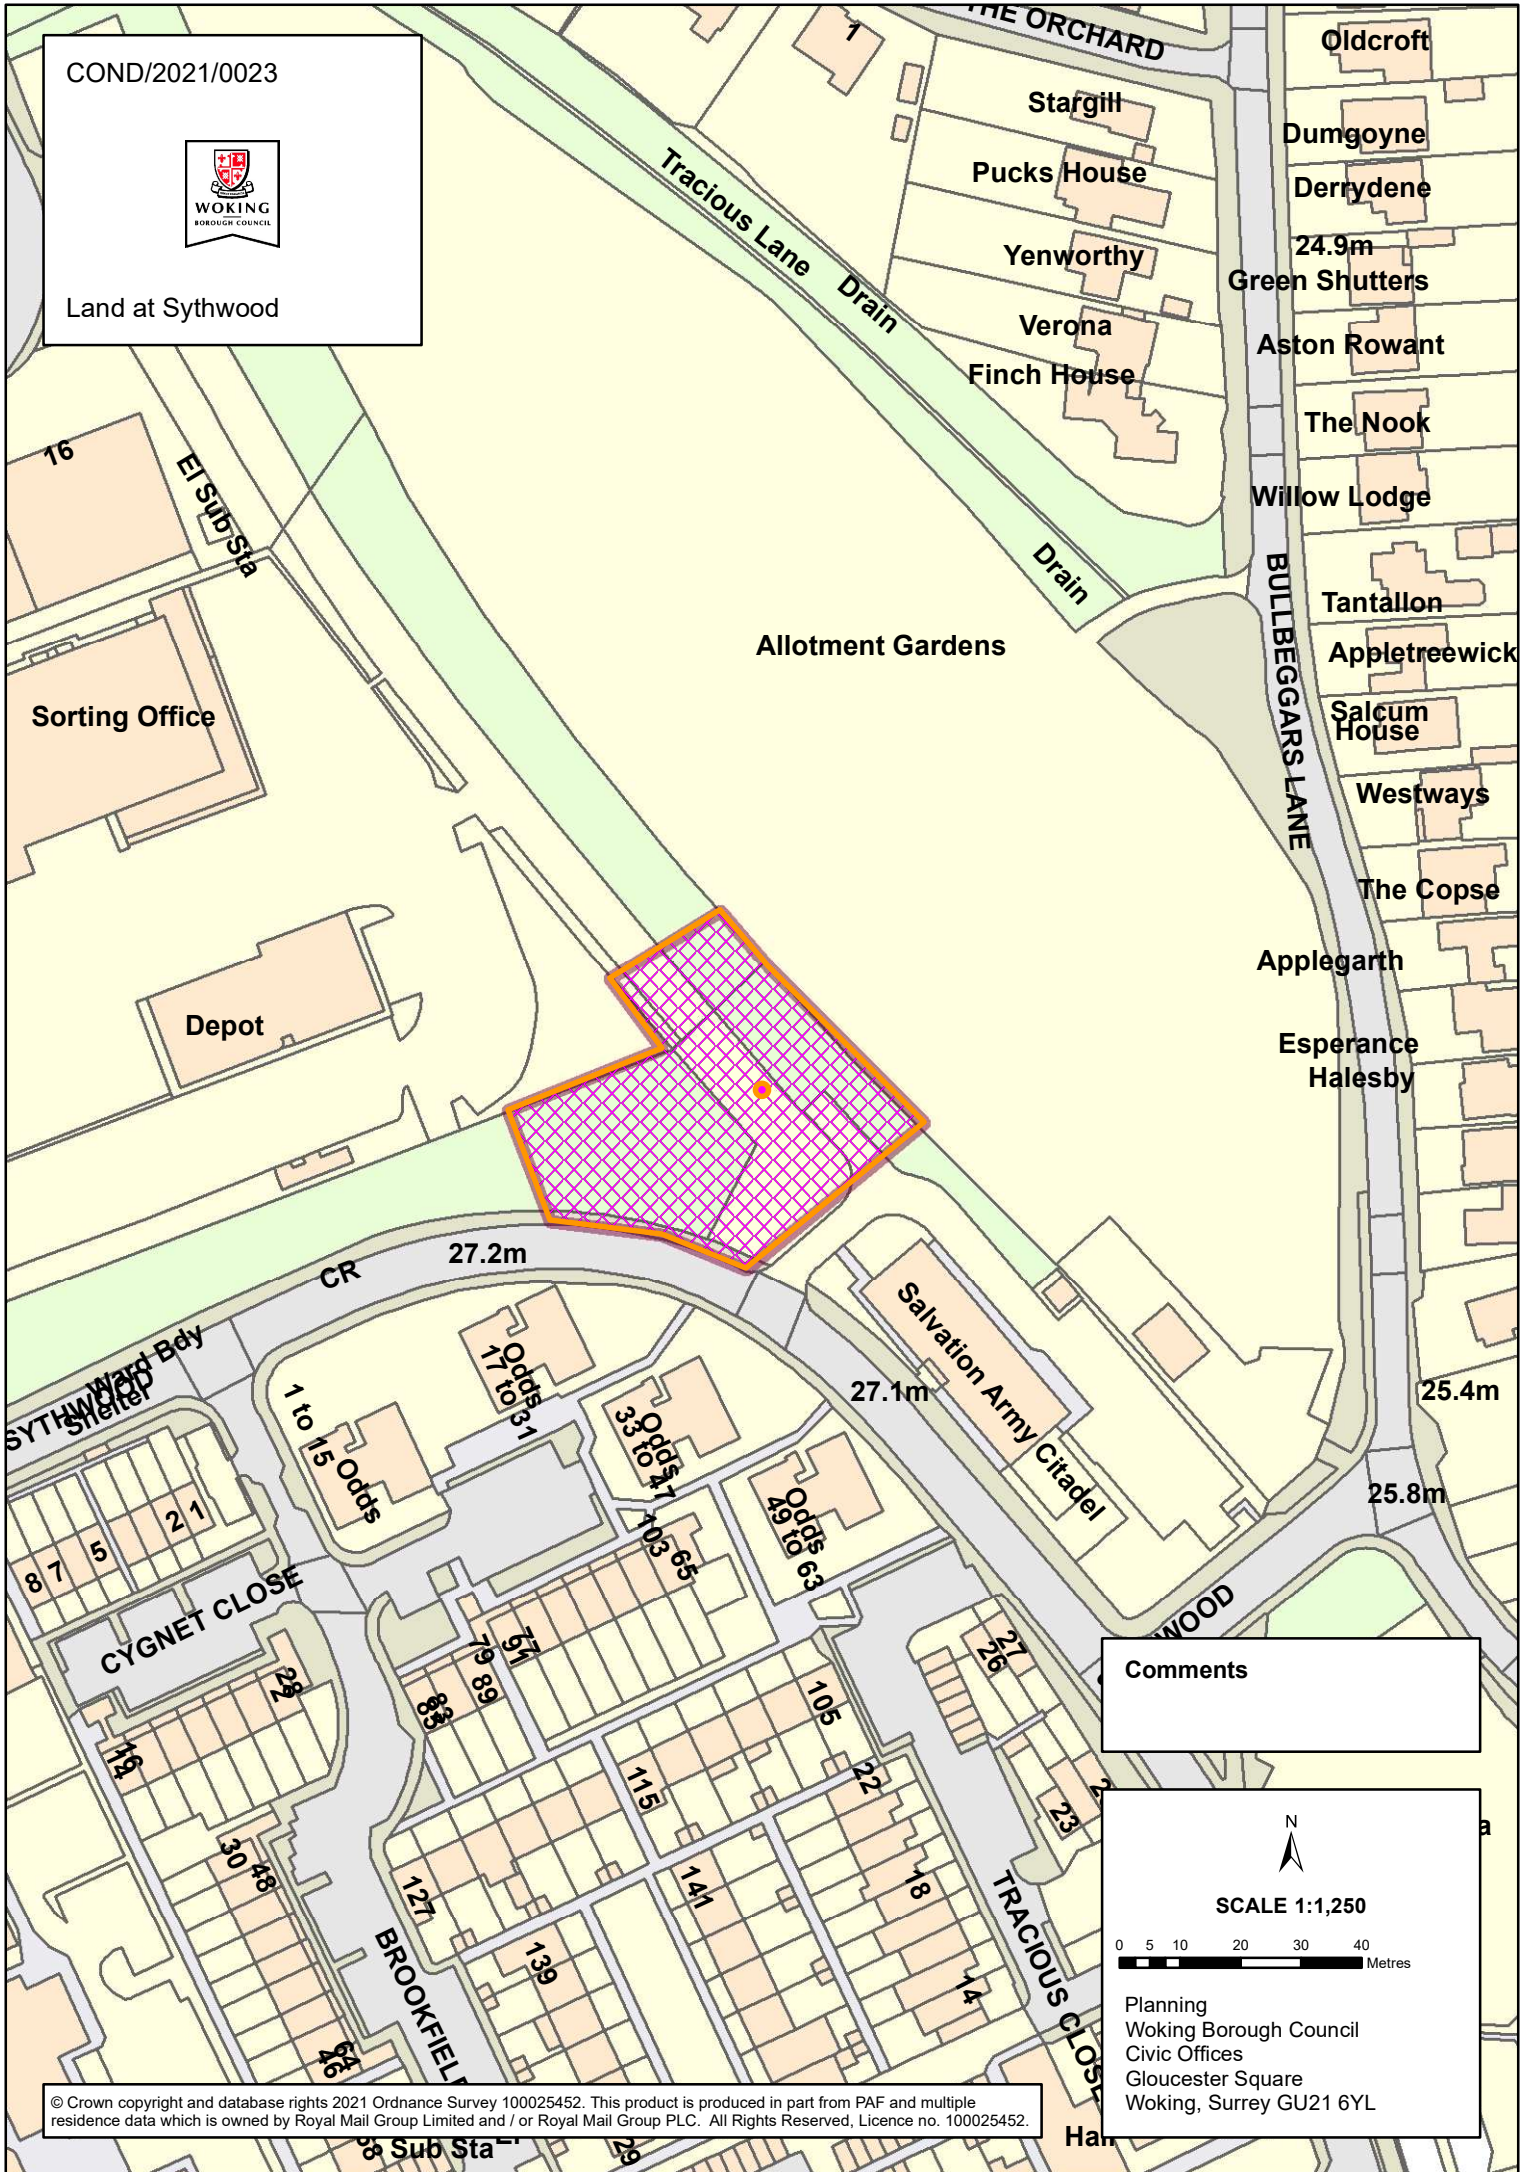 COND/2021/0023
WOKING
BOROUGH COUNCIL
Land at Sythwood
THE ORCHARD
1
Oldcroft
Stargill
Dumgoyne
Pucks House
Derrydene
Tracious Lane
Drain
24.9m
Yenworthy
Green Shutters
Verona
Aston Rowant
Finch House
The Nook
16
El Sub Sta
Willow Lodge
Drain
BULLBEGGARS LANE
Tantallon
Allotment Gardens
Appletreewick
Sorting Office
Salcum
House
Westways
The Copse
Applegarth
Depot
Esperance
Halesby
27.2m
CR
Salvation Army Citadel
Ward Bdy
SYTHWOOD
Shelter
27.1m
25.4m
25.8m
1 to 15
Odds
Odds
17 to 31
Odds
33 to 47
Odds
49 to 63
8
7
5
2
1
103
65
CYGNET CLOSE
WOOD
79
77
91
89
83
85
27
26
28
105
16
14
115
22
23
30
48
127
141
18
139
14
BROOKFIEL
TRACIOUS CLOSE
64
46
68
Sub Sta
El
29
Hall
Comments
N
SCALE 1:1,250
0 5 10 20 30 40
Metres
Planning
Woking Borough Council
Civic Offices
Gloucester Square
Woking, Surrey GU21 6YL
© Crown copyright and database rights 2021 Ordnance Survey 100025452. This product is produced in part from PAF and multiple
residence data which is owned by Royal Mail Group Limited and / or Royal Mail Group PLC. All Rights Reserved, Licence no. 100025452.